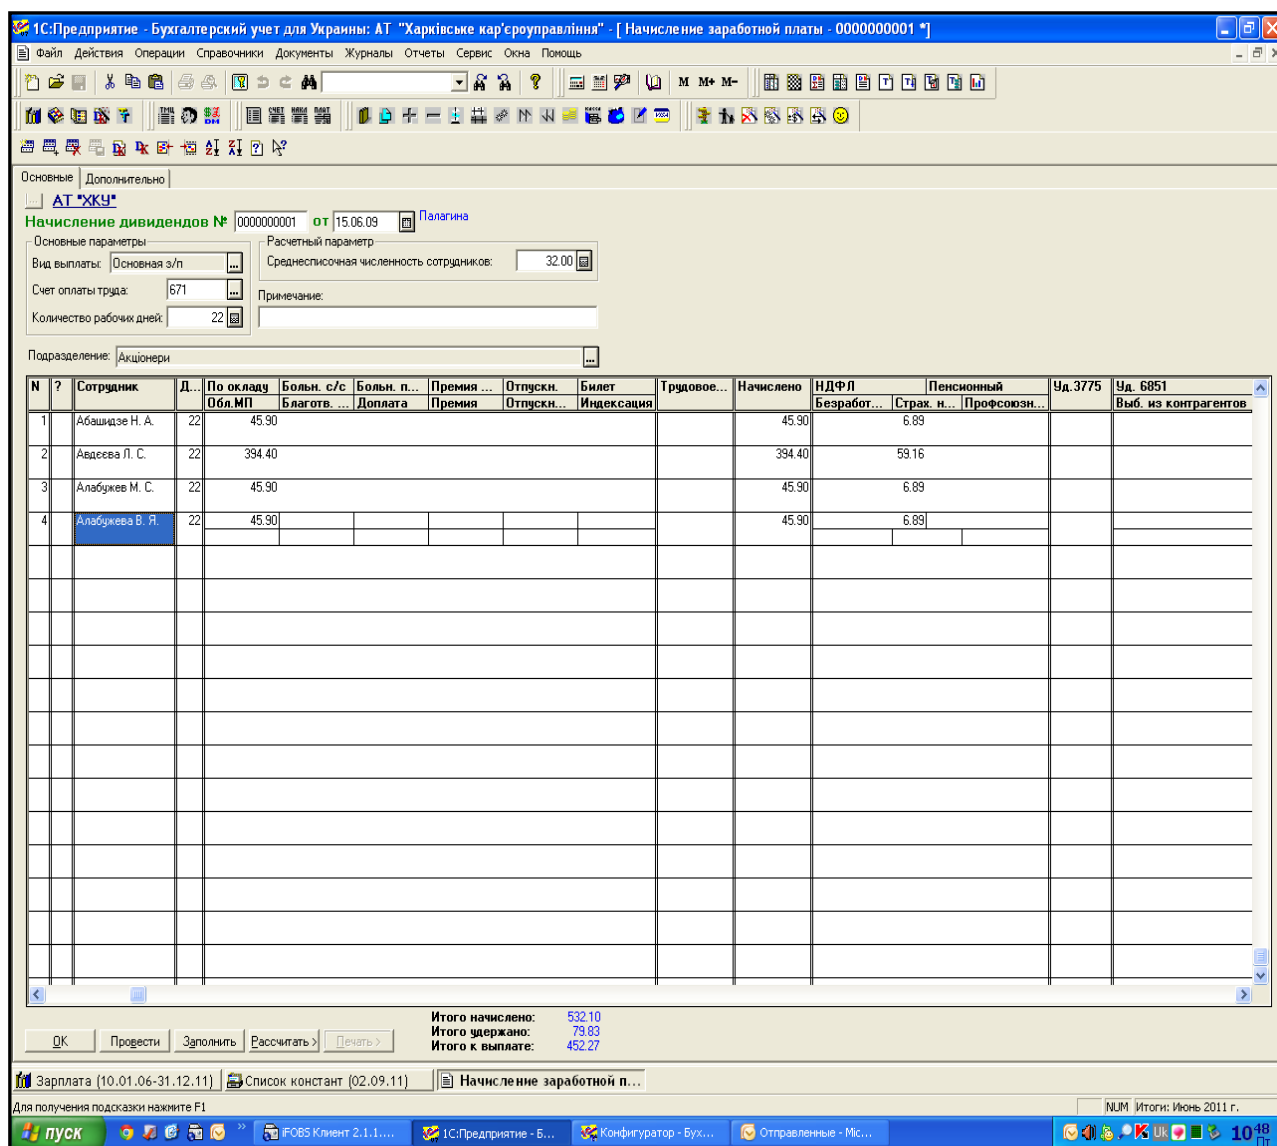 1С:Предприятие - Бухгалтерский учет для Украины: АТ "Харківське кар'єроуправління" - [ Начисление заработной платы - 0000000001 *]
Файл Действия Операции Справочники Документы Журналы Отчеты Сервис Окна Помощь
M M+ M-
Основные Дополнительно
... АТ "ХКУ"
Начисление дивидендов № 0000000001 от 15.06.09 Палагина
Основные параметры Расчетный параметр
Вид выплаты: Основная з/п ... Среднесписочная численность сотрудников: 32.00
Счет оплаты труда: 671 ... Примечание:
Количество рабочих дней: 22
Подразделение: Акціонери ...
N ? Сотрудник Д... По окладу Больн. с/с Больн. п... Премия ... Отпускн. Билет Трудовое... Начислено НДФЛ Пенсионный Уд.3775 Уд. 6851
Обл.МП Благотв. ... Доплата Премия Отпускн... Индексация Безработ... Страх. н... Профсоюзн... Выб. из контрагентов
1 Абашидзе Н. А. 22 45.90 45.90 6.89
2 Авдєєва Л. С. 22 394.40 394.40 59.16
3 Алабужев М. С. 22 45.90 45.90 6.89
4 Алабужева В. Я. 22 45.90 45.90 6.89
Итого начислено: 532.10
Итого удержано: 79.83
Итого к выплате: 452.27
OK Провести Заполнить Рассчитать > Печать >
Зарплата (10.01.06-31.12.11) Список констант (02.09.11) Начисление заработной п...
Для получения подсказки нажмите F1 NUM Итоги: Июнь 2011 г.
пуск » iFOBS Клиент 2.1.1.... 1С:Предприятие - Б... Конфигуратор - Бух... Отправленные - Mic... Uk 10 48